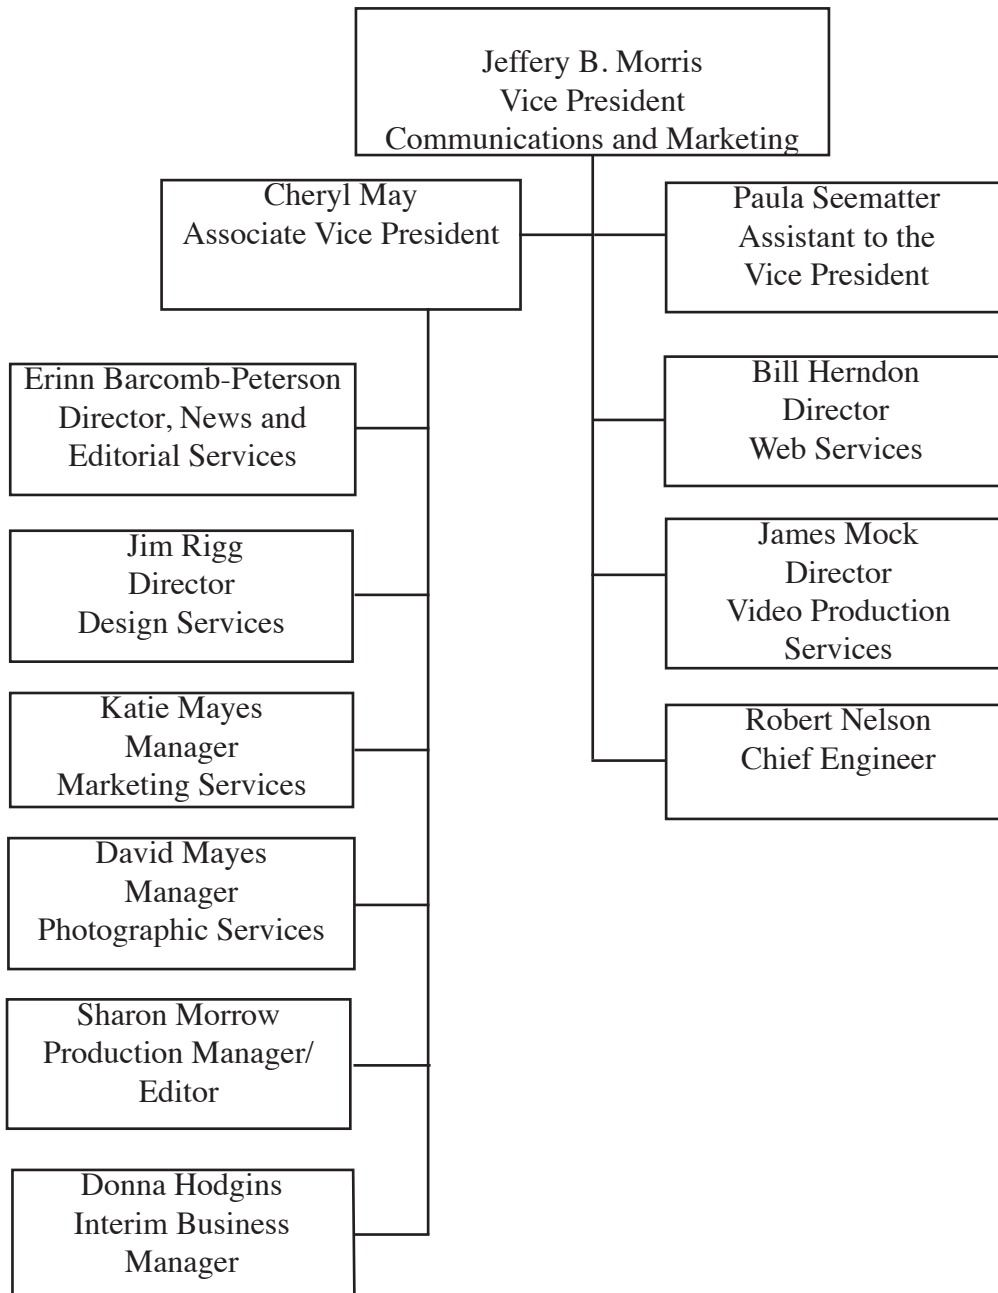 Jeffery B. Morris
Vice President
Communications and Marketing
Cheryl May
Associate Vice President
Paula Seematter
Assistant to the
Vice President
Erinn Barcomb-Peterson
Director, News and
Editorial Services
Jim Rigg
Director
Design Services
Katie Mayes
Manager
Marketing Services
David Mayes
Manager
Photographic Services
Sharon Morrow
Production Manager/
Editor
Donna Hodgins
Interim Business
Manager
Bill Herndon
Director
Web Services
James Mock
Director
Video Production
Services
Robert Nelson
Chief Engineer